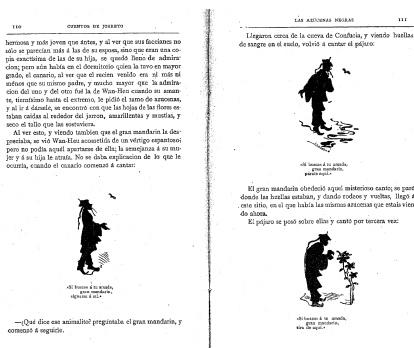 110
CUENTOS DE JORRETO
hermosa y más joven que antes, y al ver que sus facciones no
sólo se parecían más á las de su esposa, sino que eran una co-
pia exactísima de las de su hija, se quedó lleno de admira-
ción; pero aún había en el dormitorio quien la tuvo en mayor
grado, el canario, al ver que el recien venido era ni más ni
menos que su mismo padre, y mucho mayor que la admira-
ción del uno y del otro fué la de Wan-Heu cuando su aman-
te, tiernísimo hasta el extremo, le pidió el ramo de azucenas,
y al ir á dárselo, se encontró con que las hojas de las flores es-
taban caídas al rededor del jarron, amarillentas y mustias, y
seco el tallo que las sostuviera.
Al ver esto, y viendo tambien que el gran mandarin la des-
preciaba, se vió Wan-Heu acometida de un vértigo espantoso;
pero no podía aquel apartarse de ella; la semejanza á su mu-
jer y á su hija le atraía. No se daba explicacion de lo que le
ocurría, cuando el canario comenzó á cantar:
«Si buscas á tu amada,
gran mandarin,
sígueme á mí.»
—¿Qué dice ese animalito? preguntaba el gran mandarin, y
comenzó á seguirle.
LAS AZUCENAS NEGRAS
111
Llegaron cerca de la cueva de Confucia, y viendo huellas
de sangre en el suelo, volvió á cantar el pájaro:
«Si buscas á tu amada,
gran mandarin,
párate aquí.»
El gran mandarin obedeció aquel misterioso canto; se paró
donde las huellas estaban, y dando rodeos y vueltas, llegó á
este sitio, en el que había las mismas azucenas que estais vien-
do ahora.
El pájaro se posó sobre ellas y cantó por tercera vez:
«Si buscas á tu amada,
gran mandarin,
tira de aquí.»